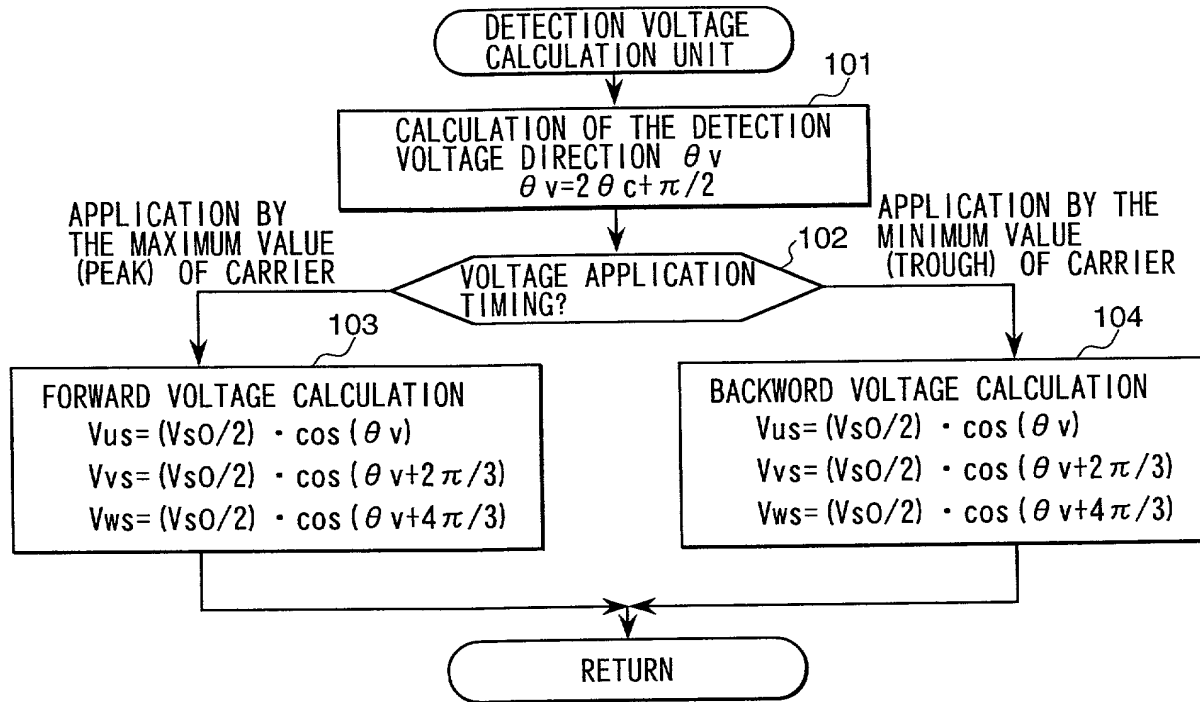 DETECTION VOLTAGE
CALCULATION UNIT
101
CALCULATION OF THE DETECTION
VOLTAGE DIRECTION θv
θv=2θc+π/2
APPLICATION BY
THE MAXIMUM VALUE
(PEAK) OF CARRIER
APPLICATION BY THE
MINIMUM VALUE
(TROUGH) OF CARRIER
102
VOLTAGE APPLICATION
TIMING?
103
FORWARD VOLTAGE CALCULATION
Vus=(Vs0/2)・cos(θv)
Vvs=(Vs0/2)・cos(θv+2π/3)
Vws=(Vs0/2)・cos(θv+4π/3)
104
BACKWORD VOLTAGE CALCULATION
Vus=(Vs0/2)・cos(θv)
Vvs=(Vs0/2)・cos(θv+2π/3)
Vws=(Vs0/2)・cos(θv+4π/3)
RETURN